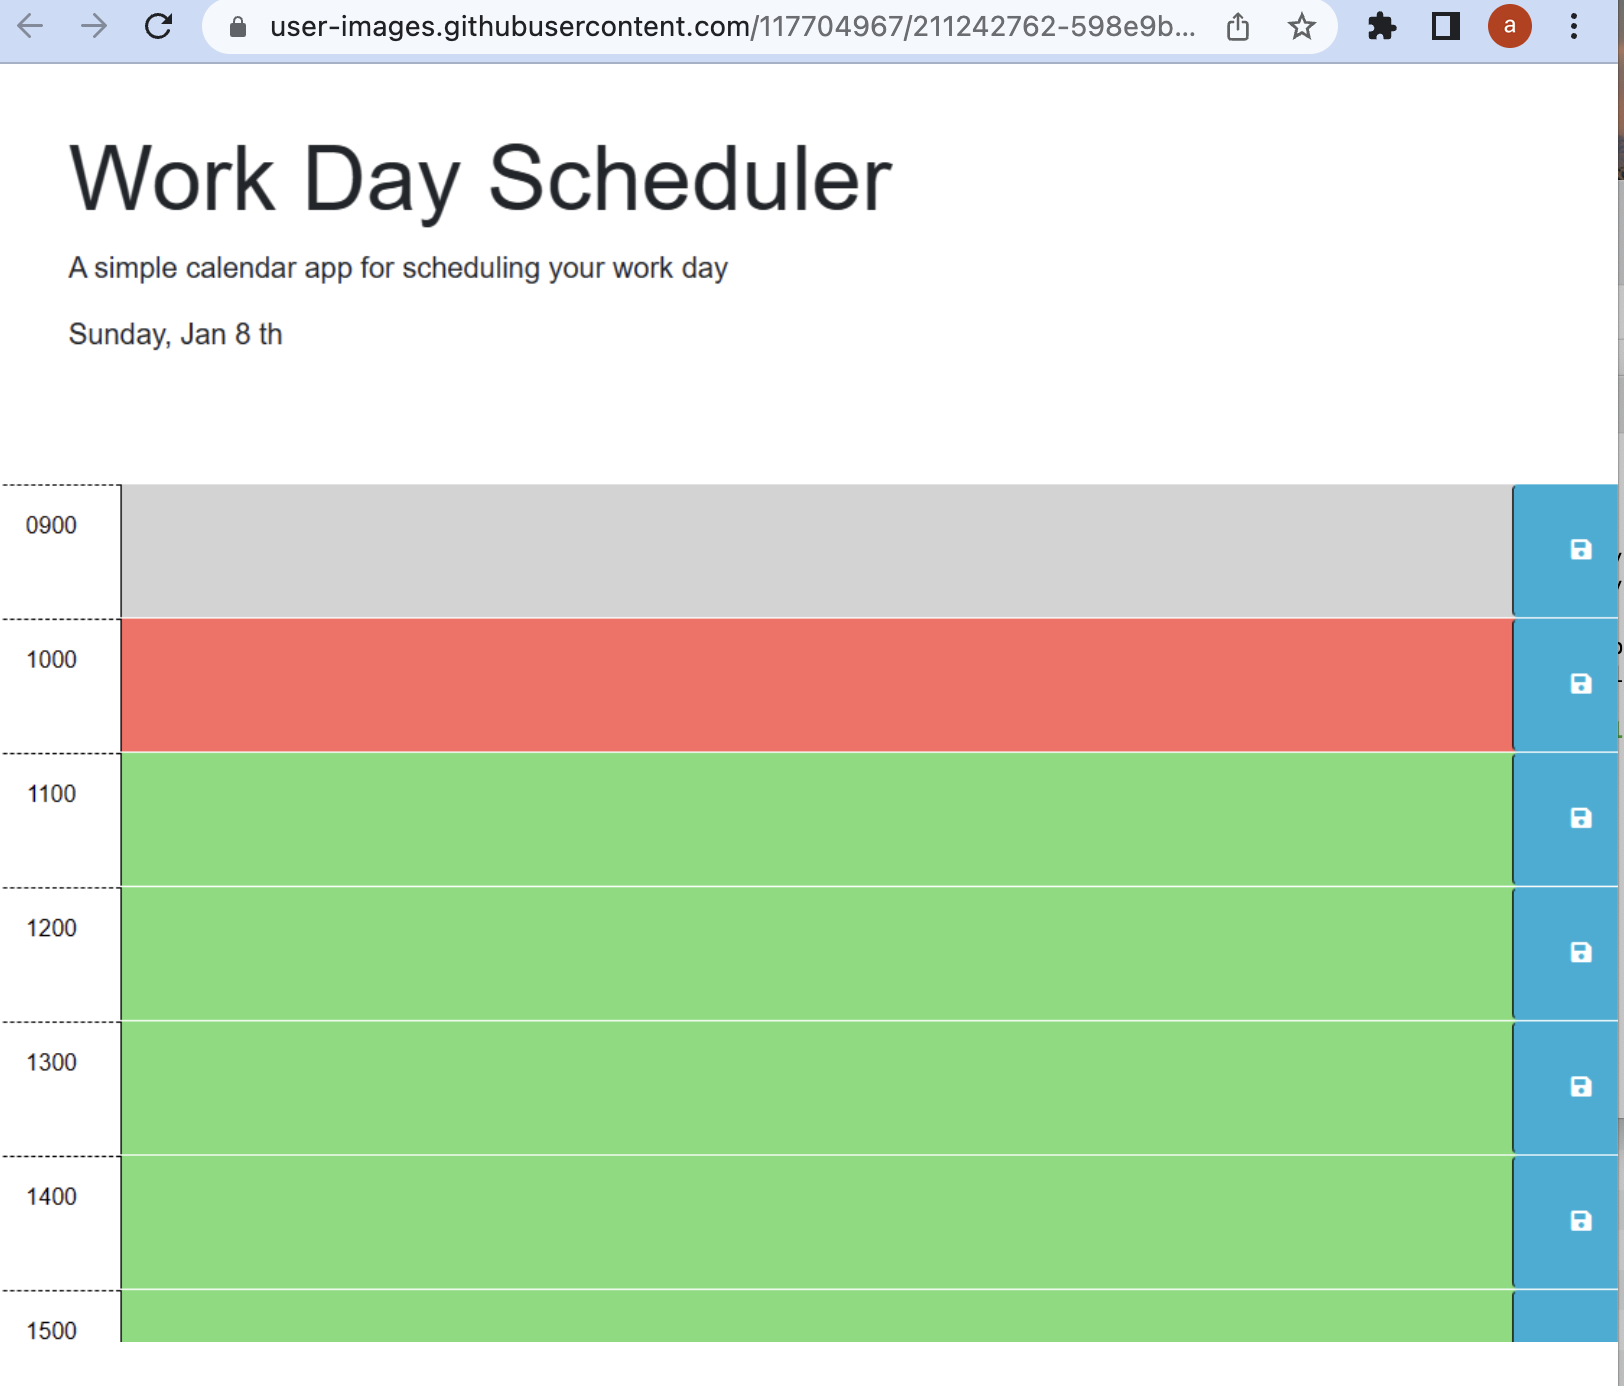 user-images.githubusercontent.com/117704967/211242762-598e9b...
a
Work Day Scheduler
A simple calendar app for scheduling your work day
Sunday, Jan 8 th
0900
1000
1100
1200
1300
1400
1500